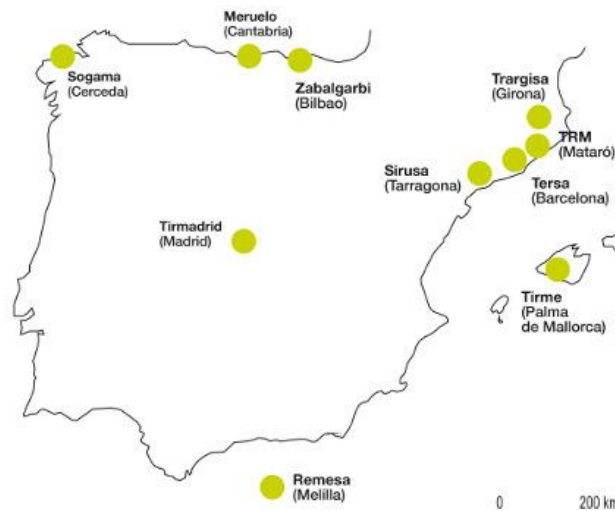 Meruelo
(Cantabria)
Sogama
(Cerceda)
Zabalgarbi
(Bilbao)
Trargisa
(Girona)
TRM
(Mataró)
Sirusa
(Tarragona)
Tersa
(Barcelona)
Tirmadrid
(Madrid)
Tirme
(Palma
de Mallorca)
Remesa
(Melilla)
0 200 km